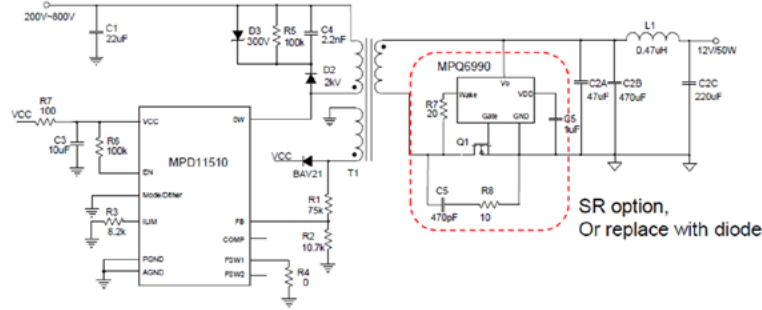 200V~800V
C1
22uF
D3
300V
R5
100k
C4
2.2nF
D2
2kV
L1
0.47uH
12V/50W
MPQ6990
Vo
Wake
VDD
Gate
GND
R7
20
C5
1uF
Q1
C2A
47uF
C2B
470uF
C2C
220uF
C5
470pF
R8
10
SR option,
Or replace with diode
R7
100
VCC
C3
10uF
R6
100k
VCC
SW
MPD11510
EN
Mode/Dither
R3
8.2k
ILIM
FB
COMP
PGND
AGND
FSW1
FSW2
R4
0
VCC
BAV21
T1
R1
75k
R2
10.7k